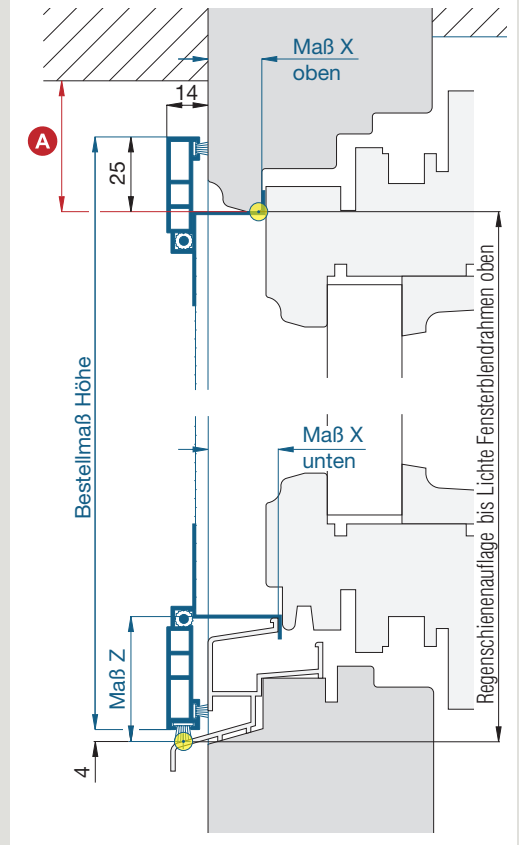 Maß X
oben
14
A
25
Bestellmaß Höhe
Maß X
unten
Regenschienenauflage bis Lichte Fensterblendrahmen oben
Maß Z
4